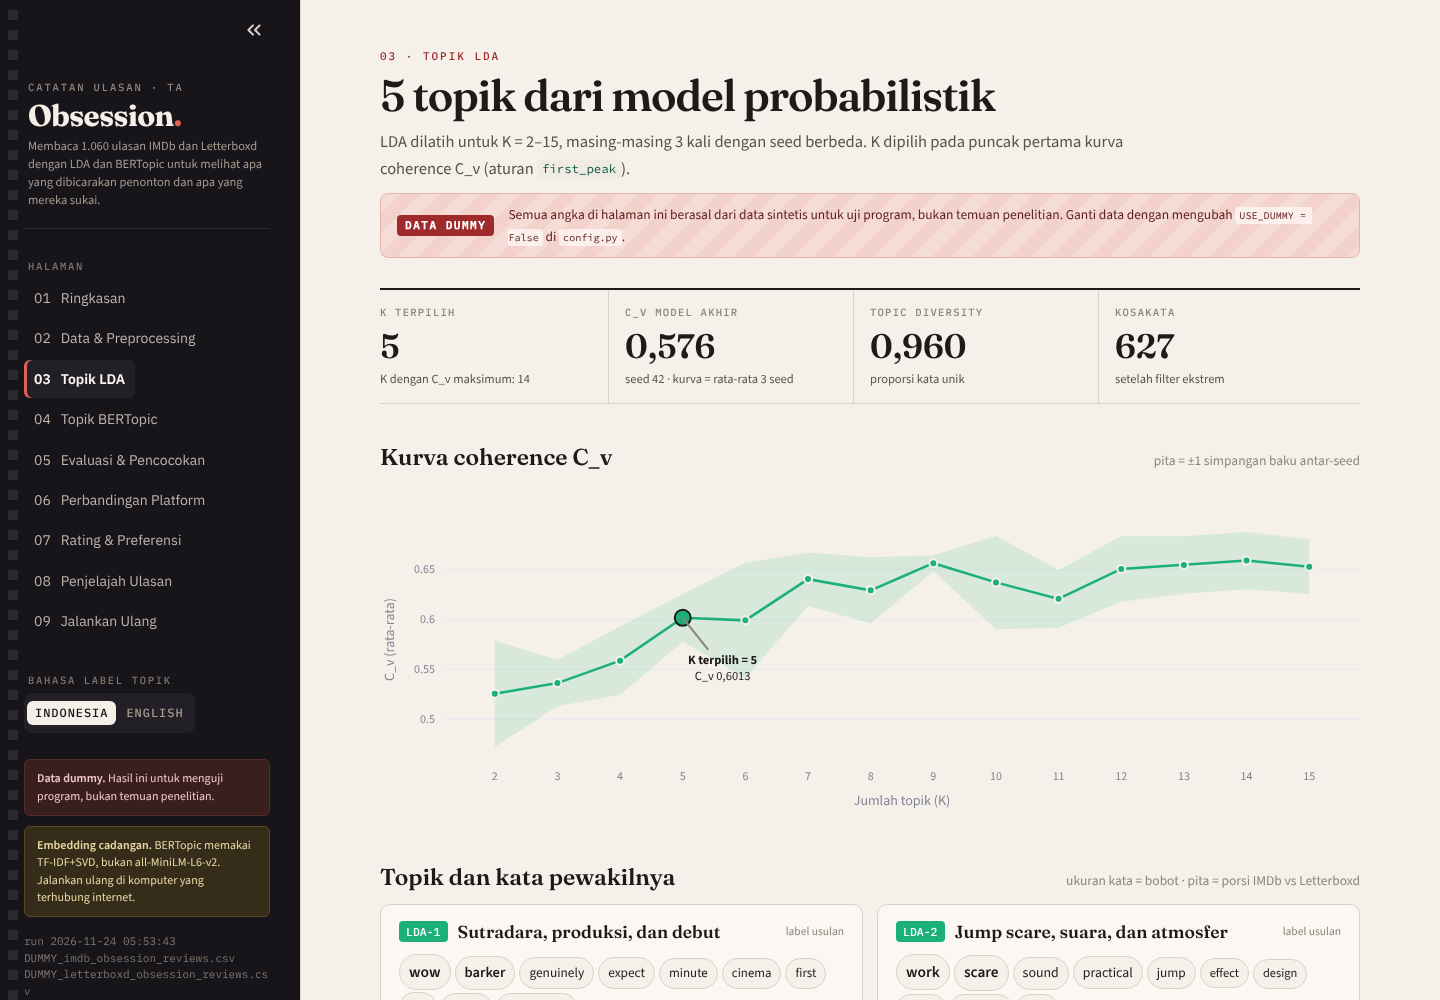 CATATAN ULASAN · TA
Obsession.
Membaca 1.060 ulasan IMDb dan Letterboxd
dengan LDA dan BERTopic untuk melihat apa
yang dibicarakan penonton dan apa yang
mereka sukai.
HALAMAN
01 Ringkasan
02 Data & Preprocessing
03 Topik LDA
04 Topik BERTopic
05 Evaluasi & Pencocokan
06 Perbandingan Platform
07 Rating & Preferensi
08 Penjelajah Ulasan
09 Jalankan Ulang
BAHASA LABEL TOPIK
INDONESIA ENGLISH
Data dummy. Hasil ini untuk menguji
program, bukan temuan penelitian.
Embedding cadangan. BERTopic memakai
TF-IDF+SVD, bukan all-MiniLM-L6-v2.
Jalankan ulang di komputer yang
terhubung internet.
run 2026-11-24 05:53:43
DUMMY_imdb_obsession_reviews.csv
DUMMY_letterboxd_obsession_reviews.cs
v
03 · TOPIK LDA
5 topik dari model probabilistik
LDA dilatih untuk K = 2–15, masing-masing 3 kali dengan seed berbeda. K dipilih pada puncak pertama kurva
coherence C_v (aturan first_peak ).
DATA DUMMY
Semua angka di halaman ini berasal dari data sintetis untuk uji program, bukan temuan penelitian. Ganti data dengan mengubah USE_DUMMY =
False di config.py .
K TERPILIH
5
K dengan C_v maksimum: 14
C_V MODEL AKHIR
0,576
seed 42 · kurva = rata-rata 3 seed
TOPIC DIVERSITY
0,960
proporsi kata unik
KOSAKATA
627
setelah filter ekstrem
Kurva coherence C_v
pita = ±1 simpangan baku antar-seed
C_v (rata-rata)
0.65
0.6
0.55
0.5
K terpilih = 5
C_v 0,6013
2 3 4 5 6 7 8 9 10 11 12 13 14 15
Jumlah topik (K)
Topik dan kata pewakilnya
ukuran kata = bobot · pita = porsi IMDb vs Letterboxd
LDA-1 Sutradara, produksi, dan debut label usulan
wow barker genuinely expect minute cinema first
LDA-2 Jump scare, suara, dan atmosfer label usulan
work scare sound practical jump effect design